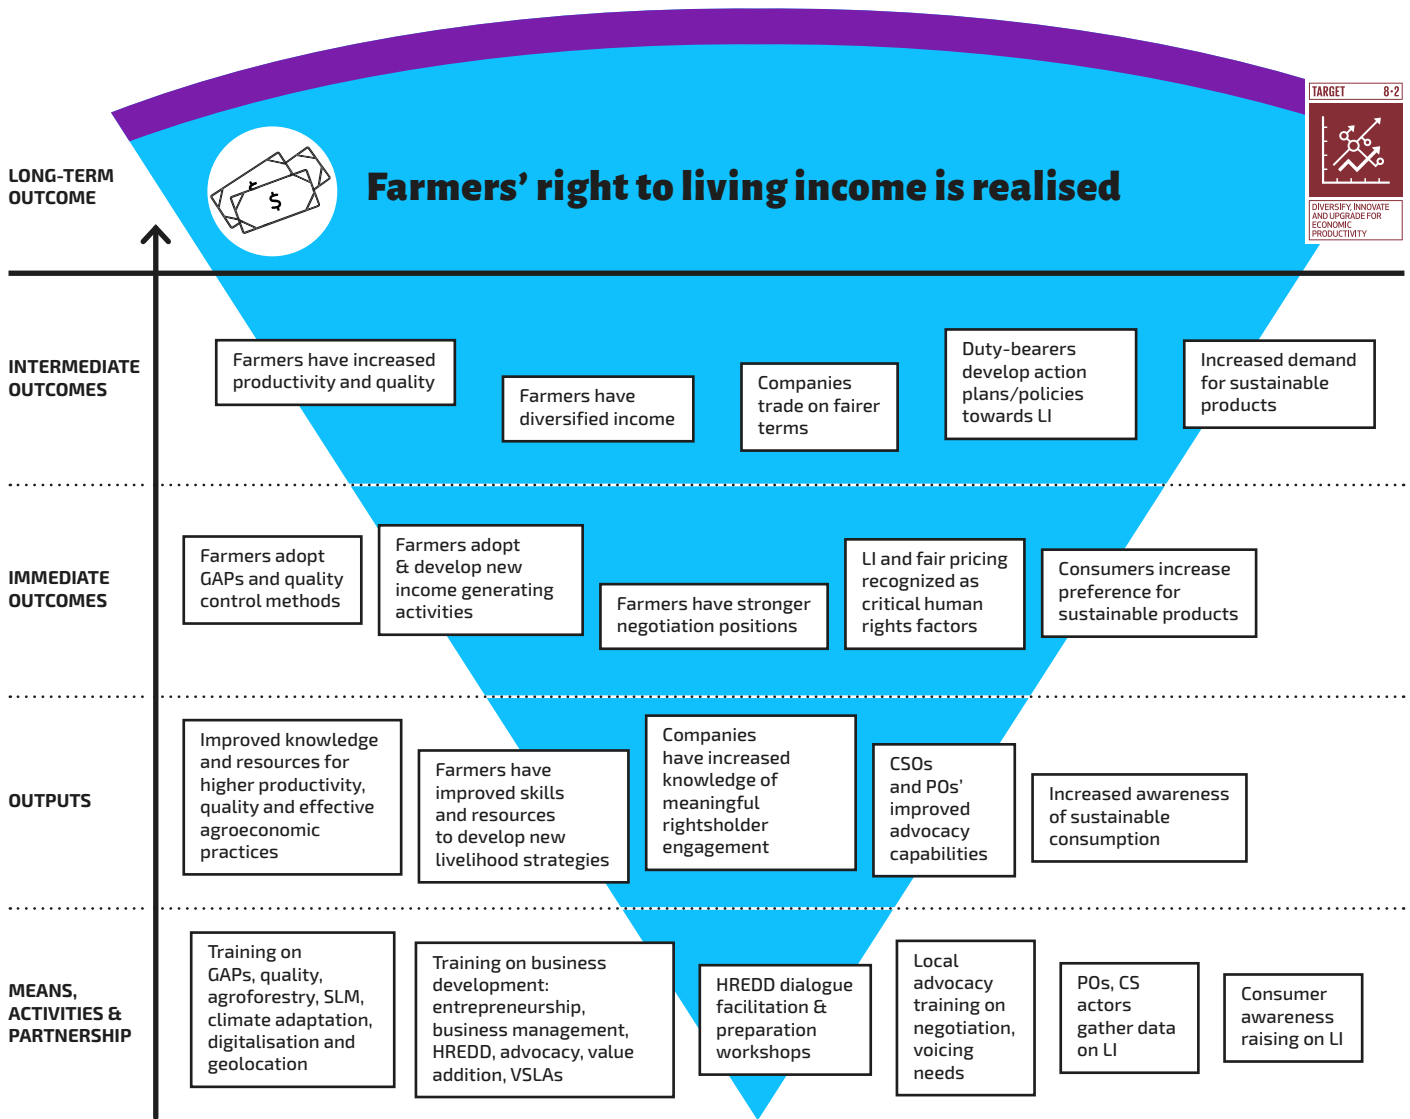 TARGET 8·2
DIVERSIFY, INNOVATE
AND UPGRADE FOR
ECONOMIC
PRODUCTIVITY
LONG-TERM
OUTCOME
$
Farmers’ right to living income is realised
INTERMEDIATE
OUTCOMES
Farmers have increased
productivity and quality
Farmers have
diversified income
Companies
trade on fairer
terms
Duty-bearers
develop action
plans/policies
towards LI
Increased demand
for sustainable
products
IMMEDIATE
OUTCOMES
Farmers adopt
GAPs and quality
control methods
Farmers adopt
& develop new
income generating
activities
Farmers have stronger
negotiation positions
LI and fair pricing
recognized as
critical human
rights factors
Consumers increase
preference for
sustainable products
OUTPUTS
Improved knowledge
and resources for
higher productivity,
quality and effective
agroeconomic
practices
Farmers have
improved skills
and resources
to develop new
livelihood strategies
Companies
have increased
knowledge of
meaningful
rightsholder
engagement
CSOs
and POs’
improved
advocacy
capabilities
Increased awareness
of sustainable
consumption
MEANS,
ACTIVITIES &
PARTNERSHIP
Training on
GAPs, quality,
agroforestry, SLM,
climate adaptation,
digitalisation and
geolocation
Training on business
development:
entrepreneurship,
business management,
HREDD, advocacy, value
addition, VSLAs
HREDD dialogue
facilitation &
preparation
workshops
Local
advocacy
training on
negotiation,
voicing
needs
POs, CS
actors
gather data
on LI
Consumer
awareness
raising on LI